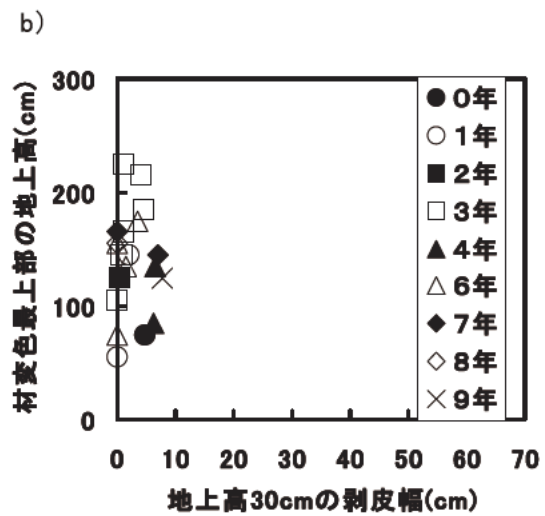 b)
材変色最上部の地上高(cm)
300
200
100
0
0 10 20 30 40 50 60 70
地上高30cmの剥皮幅(cm)
0年
1年
2年
3年
4年
6年
7年
8年
9年